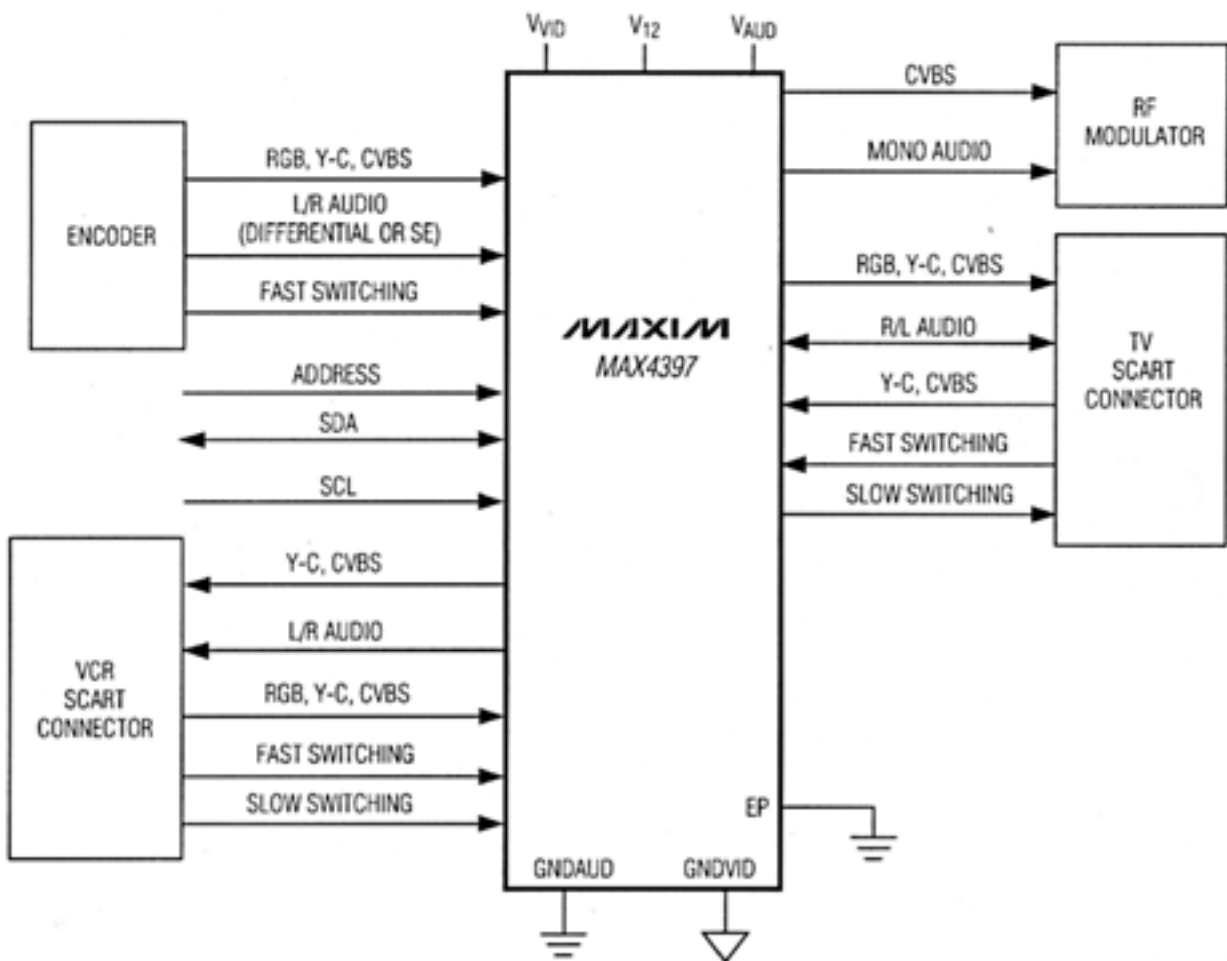 VVID V12 VAUD
ENCODER
RGB, Y-C, CVBS
L/R AUDIO
(DIFFERENTIAL OR SE)
FAST SWITCHING
ADDRESS
SDA
SCL
VCR
SCART
CONNECTOR
Y-C, CVBS
L/R AUDIO
RGB, Y-C, CVBS
FAST SWITCHING
SLOW SWITCHING
MAXIM
MAX4397
EP
GNDAUD GNDVID
CVBS
MONO AUDIO
RF
MODULATOR
RGB, Y-C, CVBS
R/L AUDIO
Y-C, CVBS
FAST SWITCHING
SLOW SWITCHING
TV
SCART
CONNECTOR